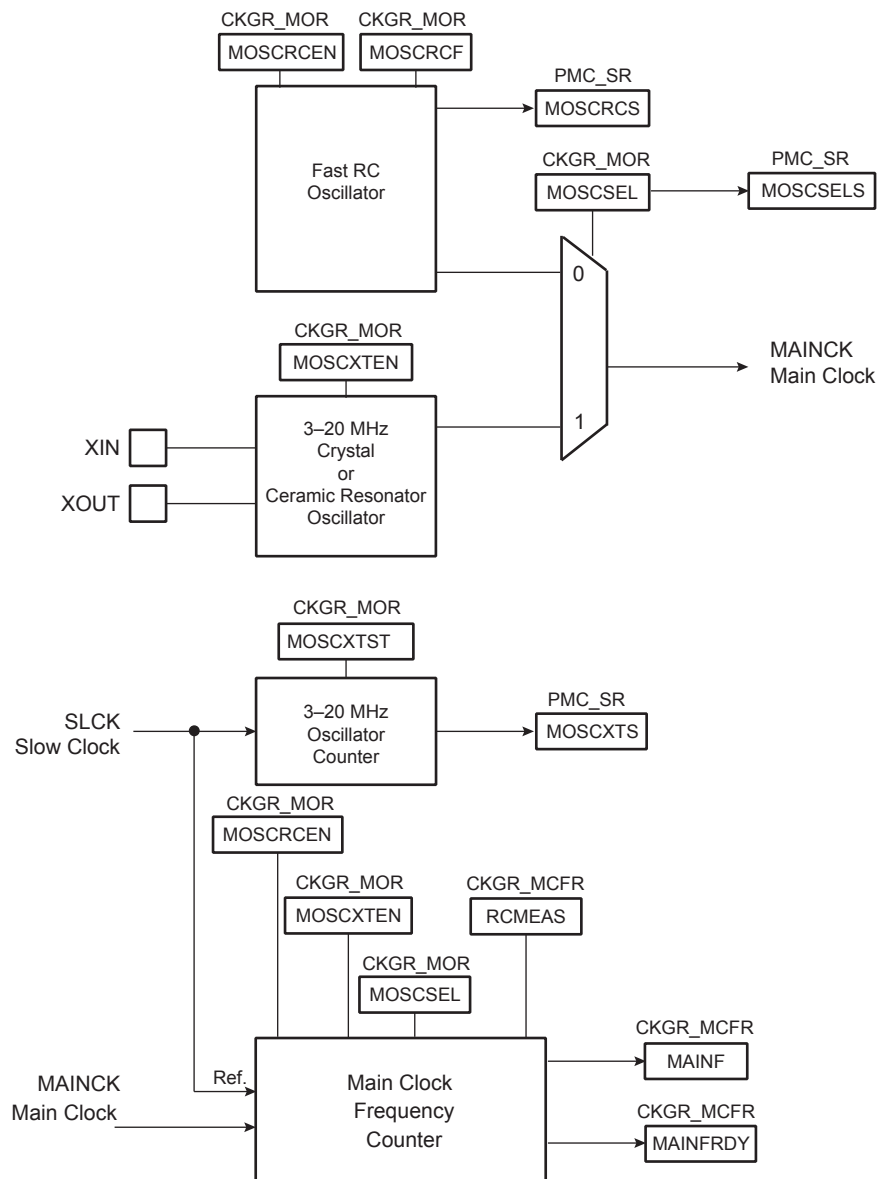 CKGR_MOR CKGR_MOR
MOSCRCEN MOSCRCF
PMC_SR
MOSCRCS
Fast RC
Oscillator
CKGR_MOR PMC_SR
MOSCSEL MOSCSELS
0
CKGR_MOR
MOSCXTEN
MAINCK
Main Clock
1
3–20 MHz
Crystal
or
Ceramic Resonator
Oscillator
XIN
XOUT
CKGR_MOR
MOSCXTST
SLCK
Slow Clock
3–20 MHz
Oscillator
Counter
PMC_SR
MOSCXTS
CKGR_MOR
MOSCRCEN
CKGR_MOR CKGR_MCFR
MOSCXTEN RCMEAS
CKGR_MOR
MOSCSEL
CKGR_MCFR
MAINF
MAINCK
Main Clock
Ref.
Main Clock
Frequency
Counter
CKGR_MCFR
MAINFRDY